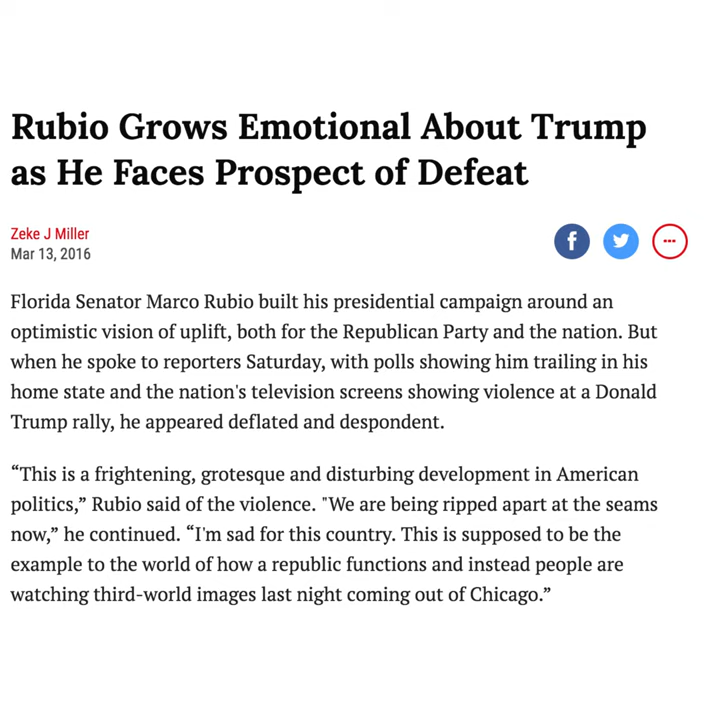 Rubio Grows Emotional About Trump
as He Faces Prospect of Defeat
Zeke J Miller
Mar 13, 2016
Florida Senator Marco Rubio built his presidential campaign around an
optimistic vision of uplift, both for the Republican Party and the nation. But
when he spoke to reporters Saturday, with polls showing him trailing in his
home state and the nation's television screens showing violence at a Donald
Trump rally, he appeared deflated and despondent.
“This is a frightening, grotesque and disturbing development in American
politics,” Rubio said of the violence. "We are being ripped apart at the seams
now,” he continued. “I'm sad for this country. This is supposed to be the
example to the world of how a republic functions and instead people are
watching third-world images last night coming out of Chicago.”